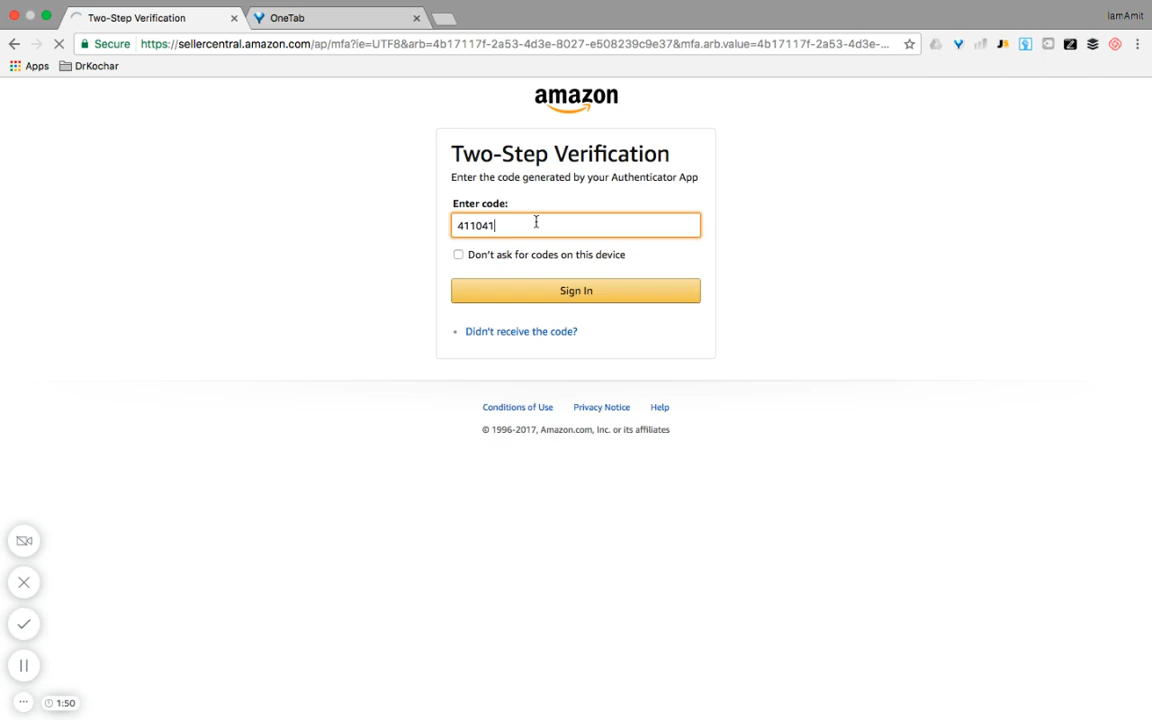 Two-Step Verification
OneTab
IamAmit
Secure
https://sellercentral.amazon.com/ap/mfa?ie=UTF8&arb=4b17117f-2a53-4d3e-8027-e508239c9e37&mfa.arb.value=4b17117f-2a53-4d3e-...
Apps
DrKochar
amazon
Two-Step Verification
Enter the code generated by your Authenticator App
Enter code:
411041
Don't ask for codes on this device
Sign In
Didn't receive the code?
Conditions of Use
Privacy Notice
Help
© 1996-2017, Amazon.com, Inc. or its affiliates
1:50